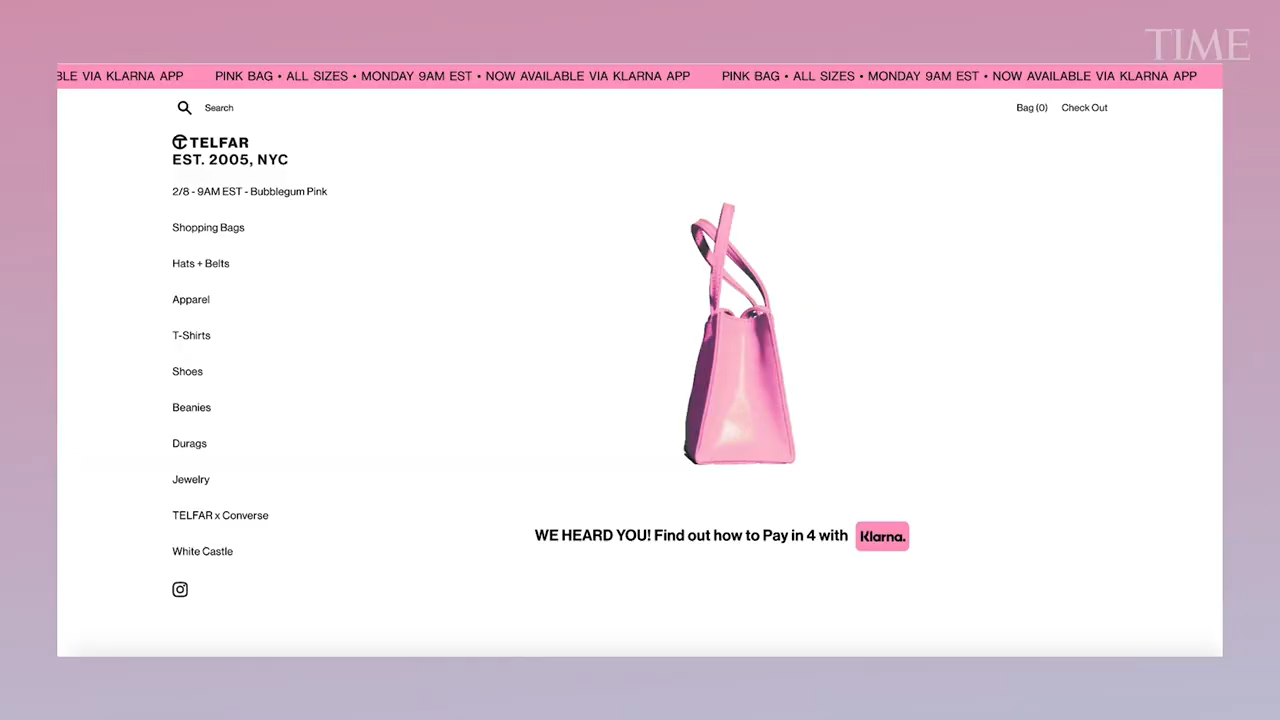 TIME
BLE VIA KLARNA APP PINK BAG • ALL SIZES • MONDAY 9AM EST • NOW AVAILABLE VIA KLARNA APP PINK BAG • ALL SIZES • MONDAY 9AM EST • NOW AVAILABLE VIA KLARNA APP
Search Bag (0) Check Out
TELFAR
EST. 2005, NYC
2/8 - 9AM EST - Bubblegum Pink
Shopping Bags
Hats + Belts
Apparel
T-Shirts
Shoes
Beanies
Durags
Jewelry
TELFAR x Converse
White Castle
WE HEARD YOU! Find out how to Pay in 4 with Klarna.